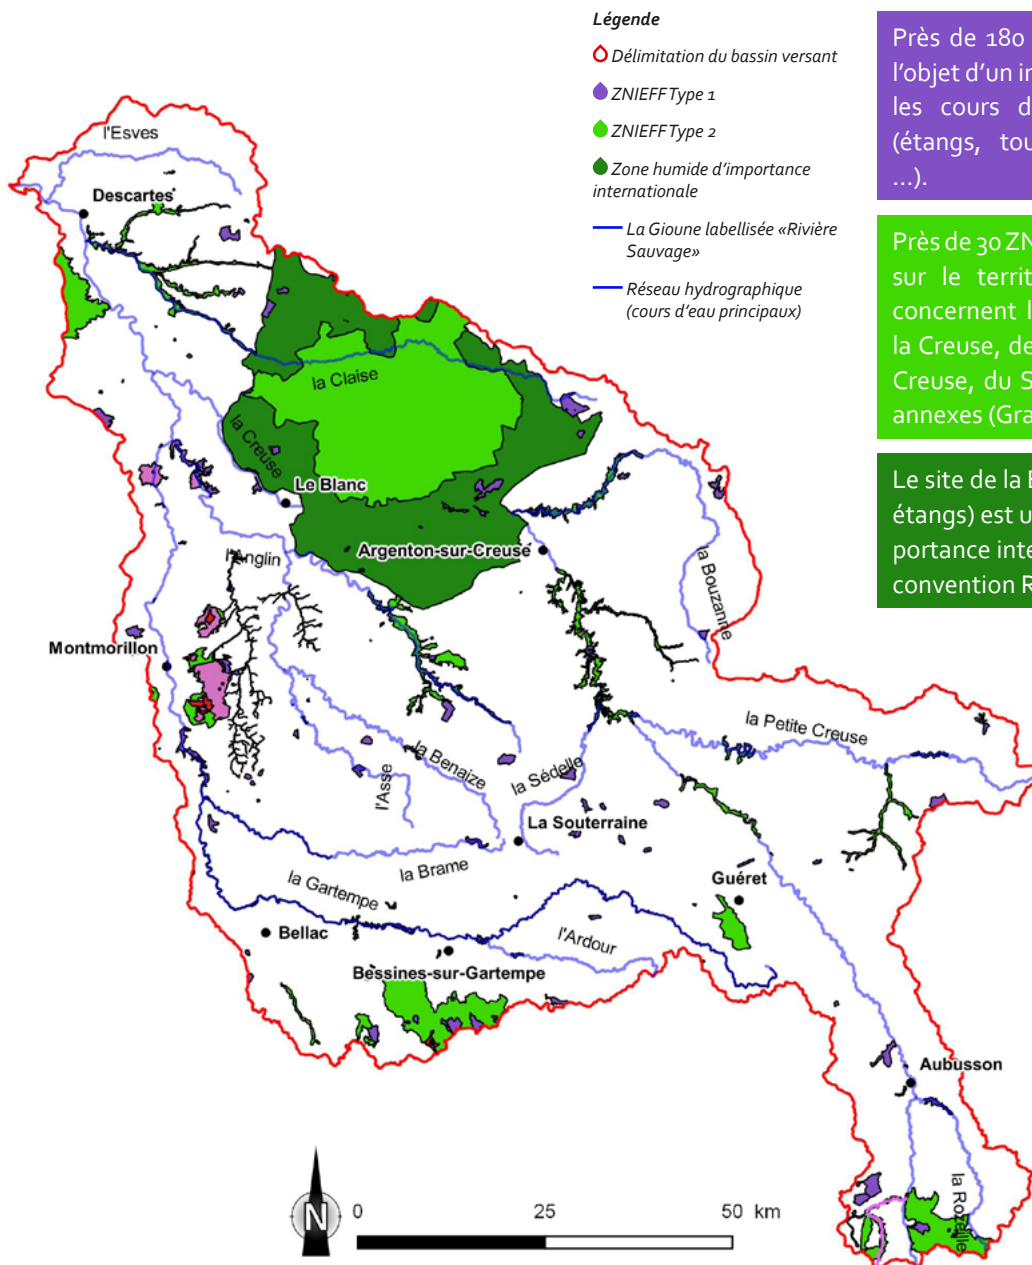 Légende
Délimitation du bassin versant
ZNIEFF Type 1
ZNIEFF Type 2
Zone humide d'importance
internationale
La Gioune labellisée «Rivière
Sauvage»
Réseau hydrographique
(cours d'eau principaux)
Près de 180
l'objet d'un in
les cours d
(étangs, tou
...).
Près de 30 ZN
sur le territ
concernent l
la Creuse, de
Creuse, du S
annexes (Gra
Le site de la B
étangs) est u
portance inte
convention R
l'Esves
Descartes
la Claise
la Creuse
Le Blanc
Argenton-sur-Creuse
l'Anglin
la Bouzanne
Montmorillon
la Petite Creuse
la Benaize
la Sédelle
l'Asse
La Souterraine
la Brame
la Gartempe
Guéret
Bellac
l'Ardour
Bessines-sur-Gartempe
Aubusson
la Rozeille
N
0 25 50 km